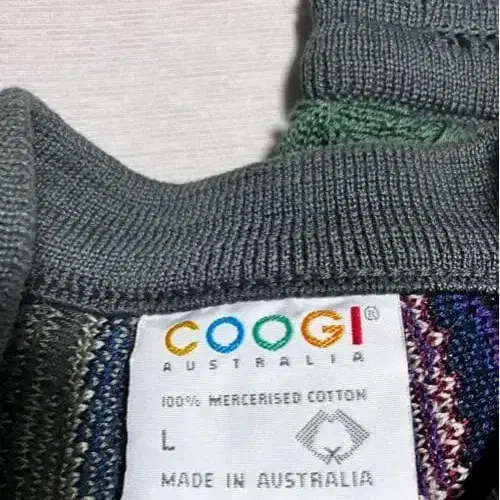 COOGI®
AUSTRALIA
100% MERCERISED COTTON
L
MADE IN AUSTRALIA